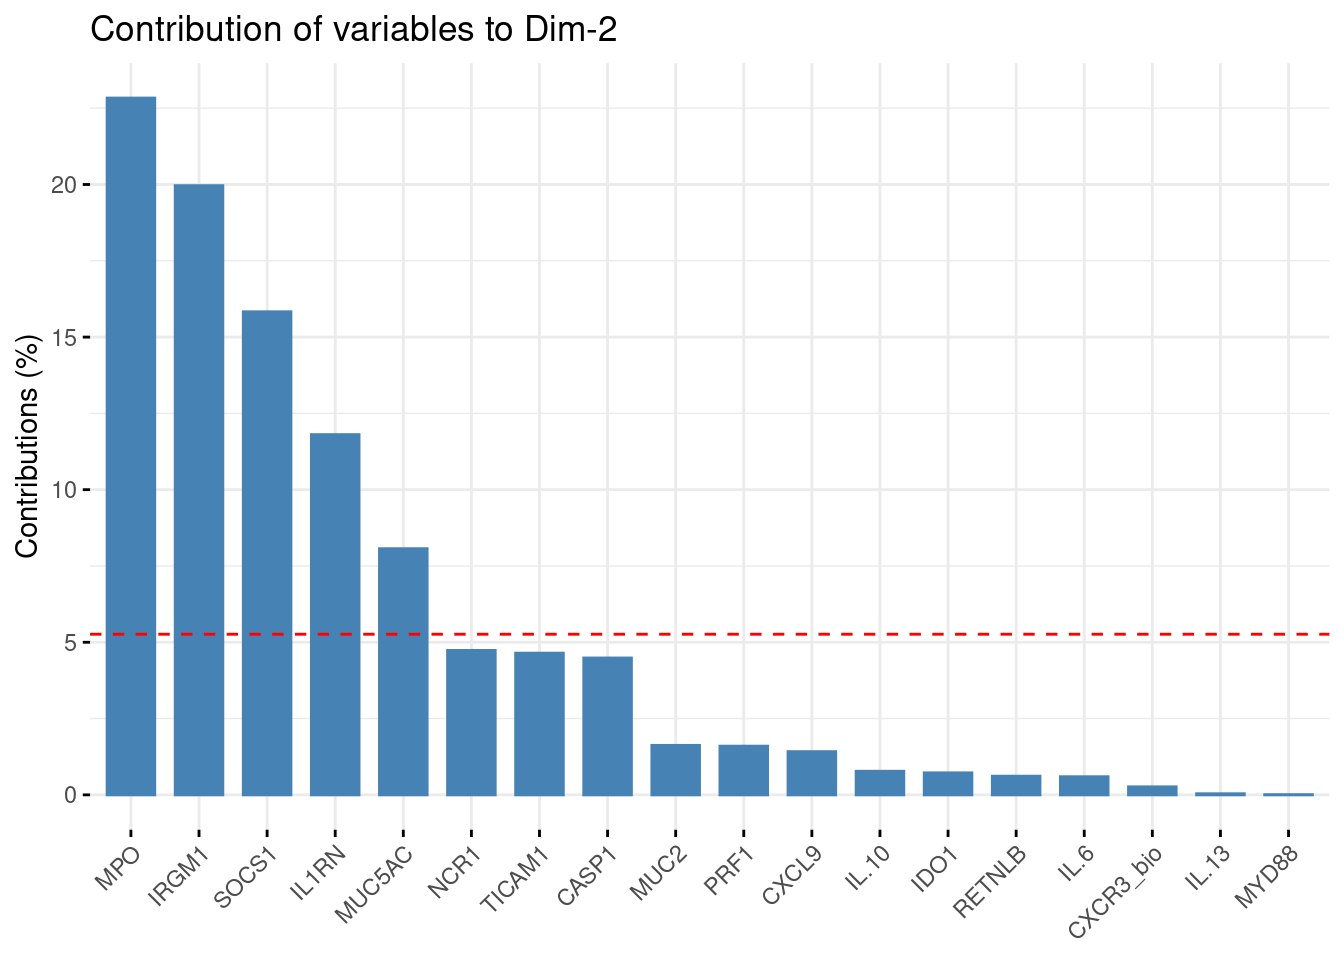 Contribution of variables to Dim-2
Contributions (%)
20
15
10
5
0
MPO
IRGM1
SOCS1
IL1RN
MUC5AC
NCR1
TICAM1
CASP1
MUC2
PRF1
CXCL9
IL.10
IDO1
RETNLB
IL.6
CXCR3_bio
IL.13
MYD88